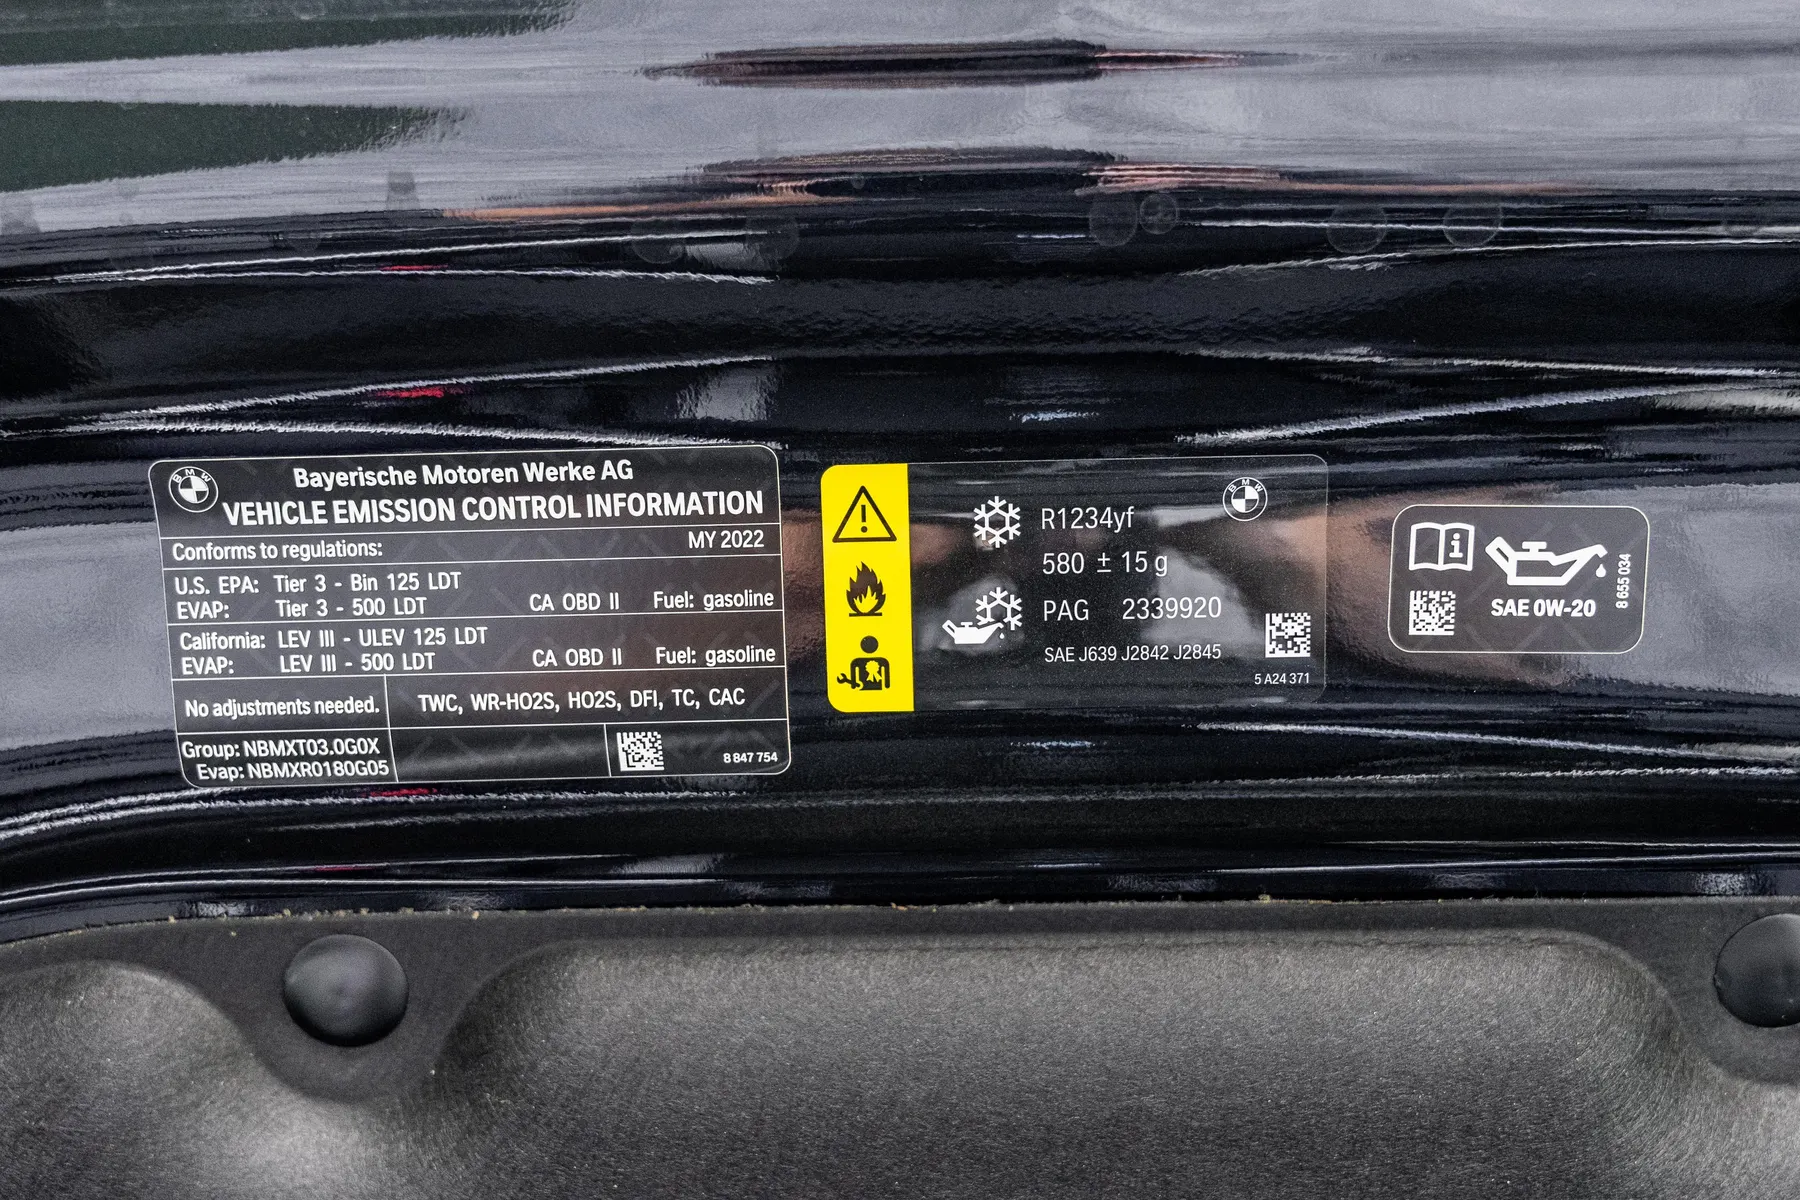 BMW
Bayerische Motoren Werke AG
VEHICLE EMISSION CONTROL INFORMATION
Conforms to regulations: MY 2022
U.S. EPA: Tier 3 - Bin 125 LDT
EVAP: Tier 3 - 500 LDT CA OBD II Fuel: gasoline
California: LEV III - ULEV 125 LDT
EVAP: LEV III - 500 LDT CA OBD II Fuel: gasoline
No adjustments needed. TWC, WR-HO2S, HO2S, DFI, TC, CAC
Group: NBMXT03.0G0X
Evap: NBMXR0180G05 8 847 754
BMW
R1234yf
580 ± 15 g
PAG 2339920
SAE J639 J2842 J2845
5 A24 371
SAE 0W-20
8 655 034